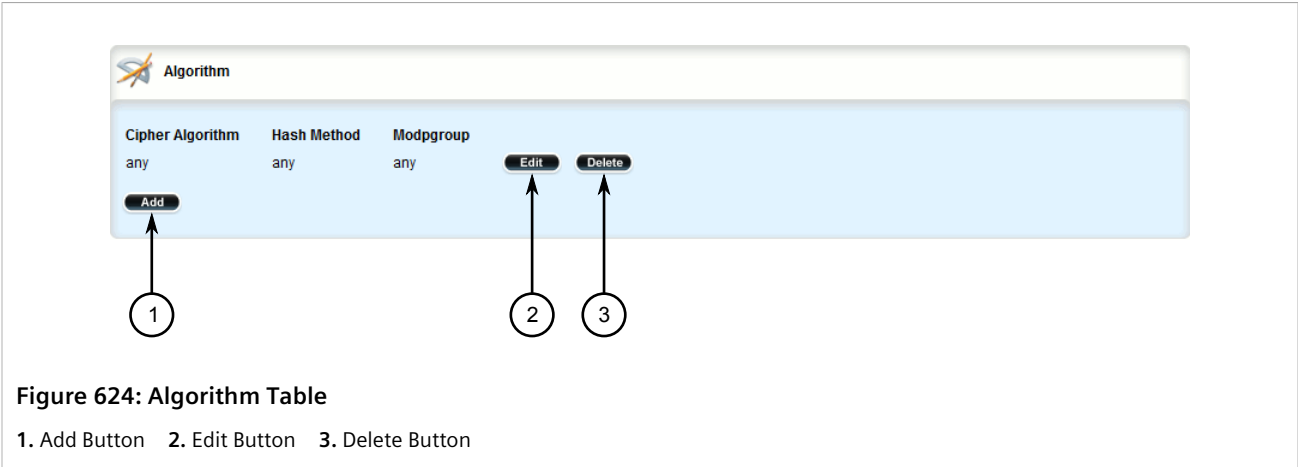 Algorithm
Cipher Algorithm Hash Method Modpgroup
any any any Edit Delete
Add
1 2 3
Figure 624: Algorithm Table
1. Add Button 2. Edit Button 3. Delete Button